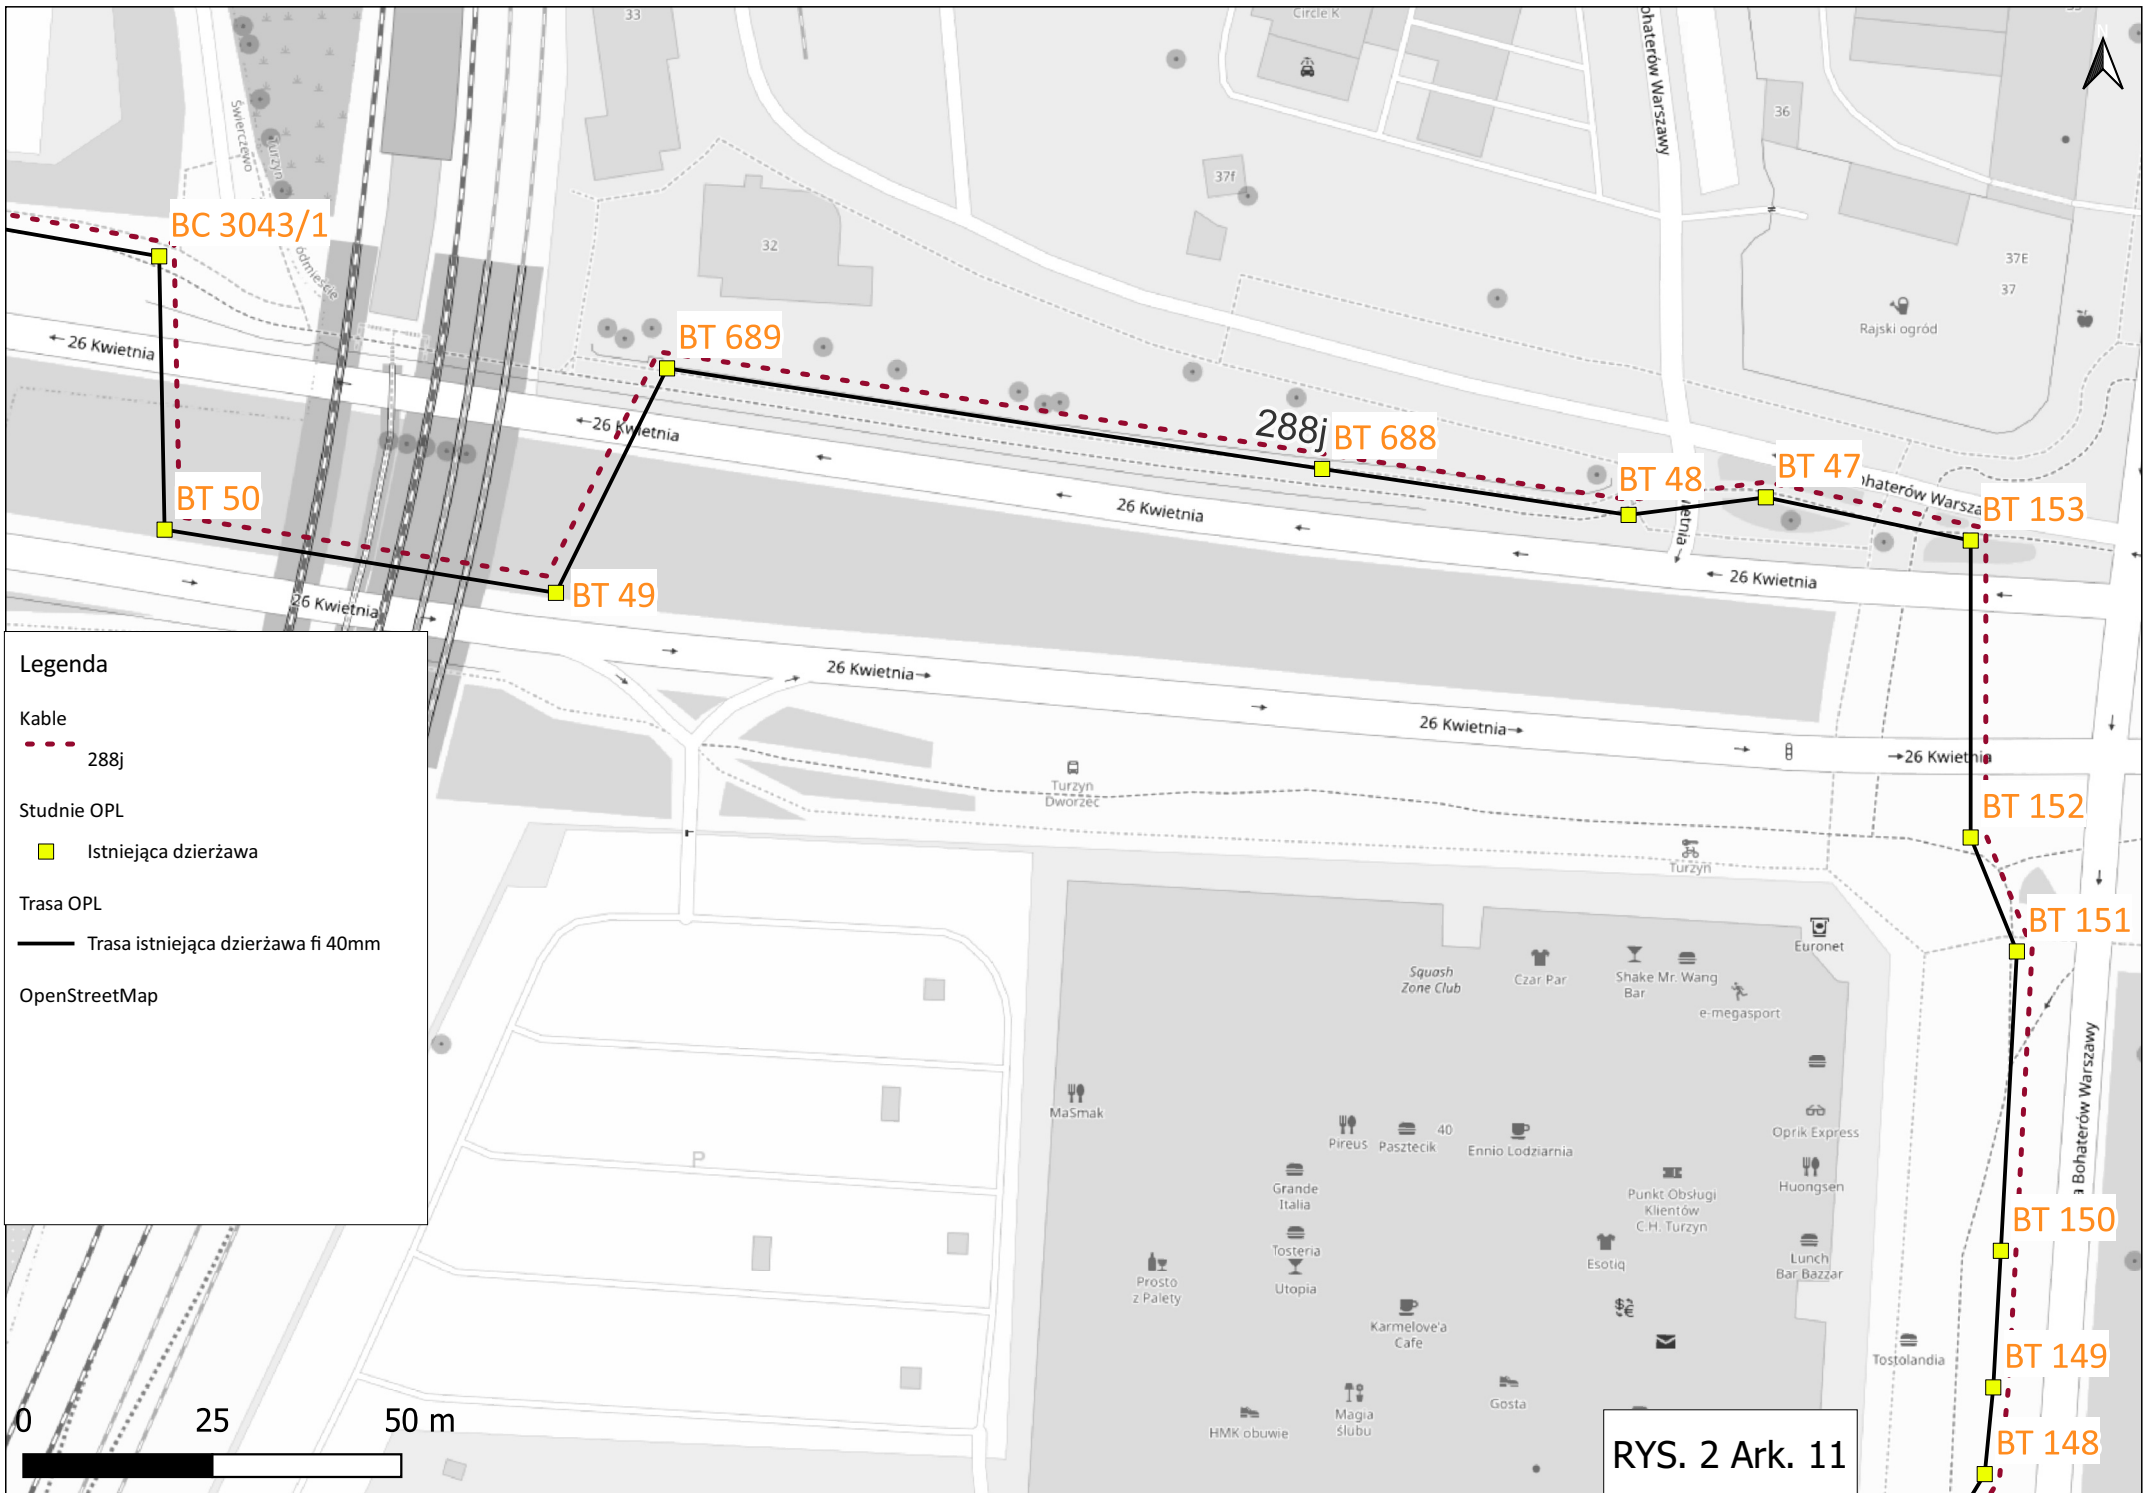 33
Circle K
Bohaterów Warszawy
36
Świerczewo
Turzyn
37f
BC 3043/1
32
37E
37
Rajski ogród
26 Kwietnia
BT 689
26 Kwietnia
288j
BT 688
BT 48
BT 47
BT 153
BT 50
26 Kwietnia
26 Kwietnia
BT 49
26 Kwietnia
26 Kwietnia
26 Kwietnia
26 Kwietnia
Legenda
Kable
288j
Studnie OPL
Istniejąca dzierżawa
Trasa OPL
Trasa istniejąca dzierżawa fi 40mm
OpenStreetMap
Turzyn
Dworzec
BT 152
Turzyn
BT 151
Euronet
Squash
Zone Club
Czar Par
Shake
Bar
Mr. Wang
e-megasport
MaSmak
Pireus
Pasztecik
40
Ennio Lodziarnia
Oprik Express
a Bohaterów Warszawy
P
Grande
Italia
Punkt Obsługi
Klientów
C.H. Turzyn
Huongsen
BT 150
Tosteria
Utopia
Esotiq
Lunch
Bar Bazzar
Prosto
z Palety
Karmelove'a
Cafe
Tostolandia
BT 149
HMK obuwie
Magia
ślubu
Gosta
BT 148
0 25 50 m
RYS. 2 Ark. 11